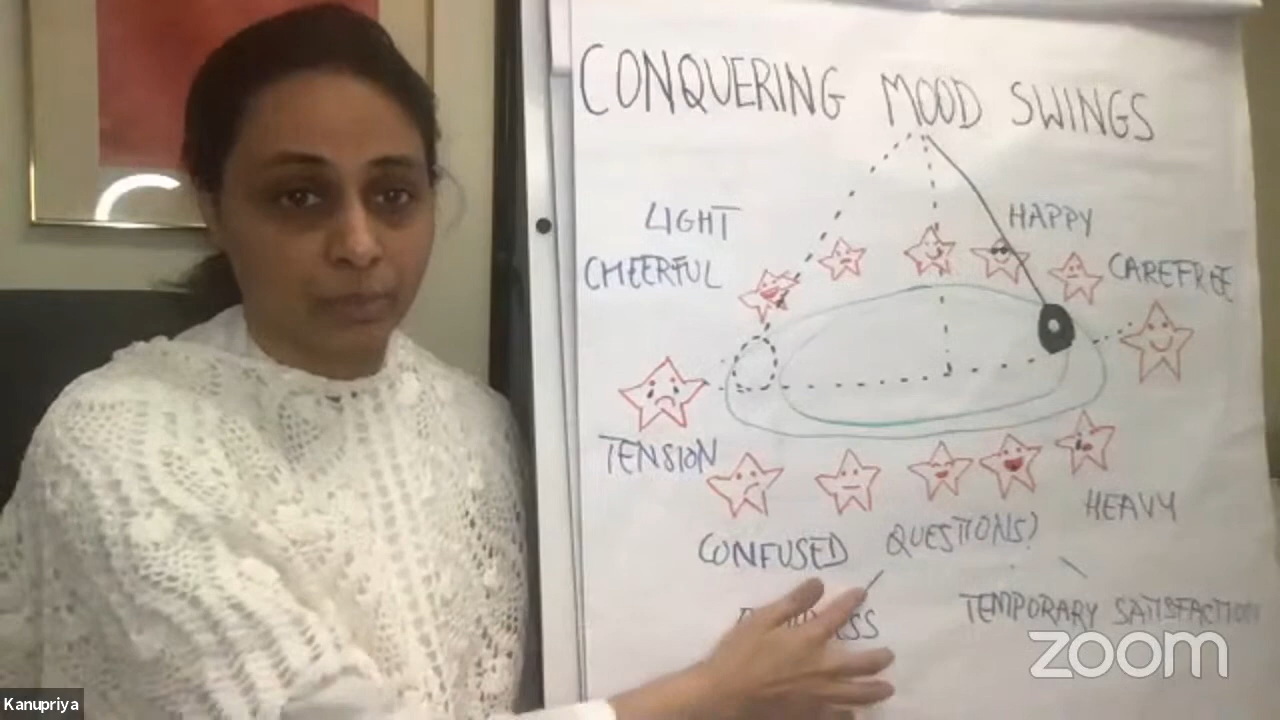 CONQUERING MOOD SWINGS
LIGHT
HAPPY
CHEERFUL
CAREFREE
TENSION
HEAVY
CONFUSED
QUESTIONS?
TEMPORARY SATISFACTION
zoom
Kanupriya